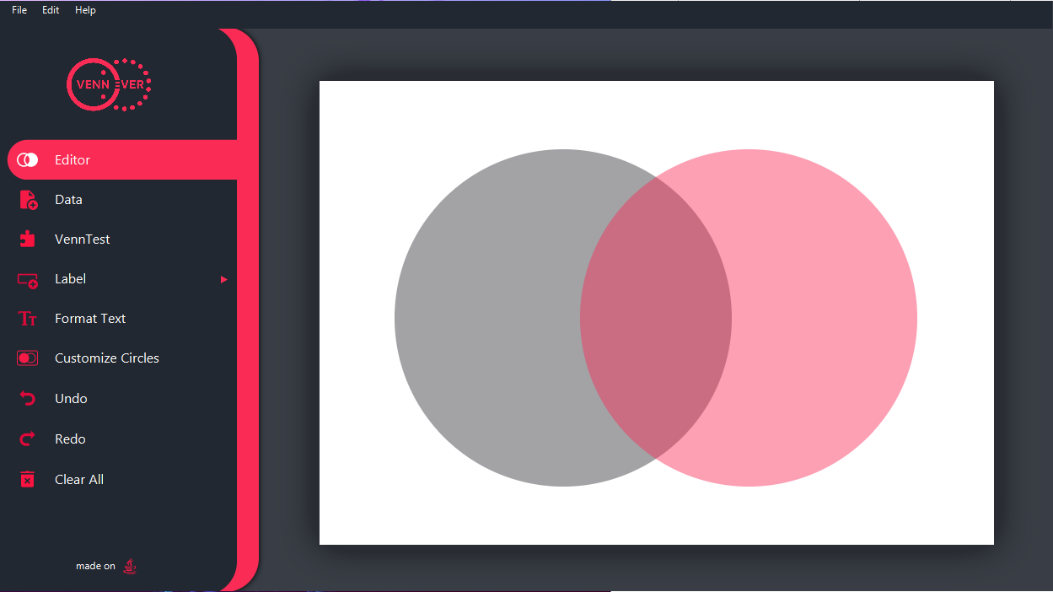 File Edit Help
VENN EVER
Editor
Data
VennTest
Label
Format Text
Customize Circles
Undo
Redo
Clear All
made on